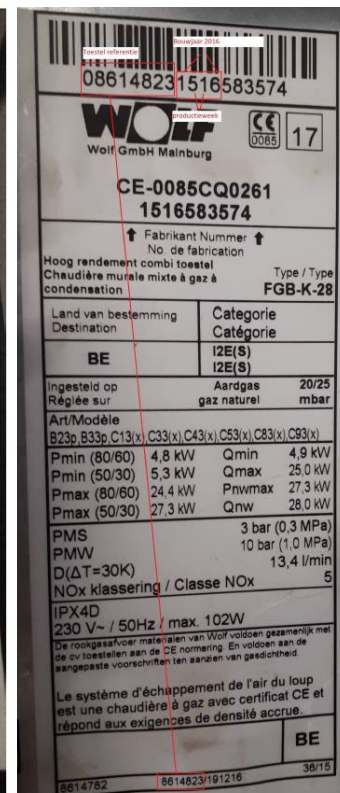 Toestel referentie
Bouwjaar 2016
086148231516583574
productieweek
WOLF
Wolf GmbH Mainburg
CE
0085
17
CE-0085CQ0261
1516583574
Fabrikant Nummer
No. de fabrication
Hoog rendement combi toestel
Chaudière murale mixte à gaz à condensation
Type / Type
FGB-K-28
Land van bestemming
Destination
Categorie
Catégorie
BE
I2E(S)
I2E(S)
Ingesteld op
Réglée sur
Aardgas
gaz naturel
20/25
mbar
Art/Modèle
B23p,B33p,C13(x),C33(x),C43(x),C53(x),C83(x),C93(x)
Pmin (80/60) 4,8 kW Qmin 4,9 kW
Pmin (50/30) 5,3 kW Qmax 25,0 kW
Pmax (80/60) 24,4 kW Pnwmax 27,3 kW
Pmax (50/30) 27,3 kW Qnw 28,0 kW
PMS 3 bar (0,3 MPa)
PMW 10 bar (1,0 MPa)
D(ΔT=30K) 13,4 l/min
NOx klassering / Classe NOx 5
IPX4D
230 V~ / 50Hz / max. 102W
De rookgasafvoer materialen van Wolf voldoen gezamenlijk met
de cv toestellen aan de CE normering. En voldoen aan de
aangepaste voorschriften ten aanzien van gasdichtheid.
Le système d'échappement de l'air du loup
est une chaudière à gaz avec certificat CE et
répond aux exigences de densité accrue.
BE
8614782
8614823/191216
36/15